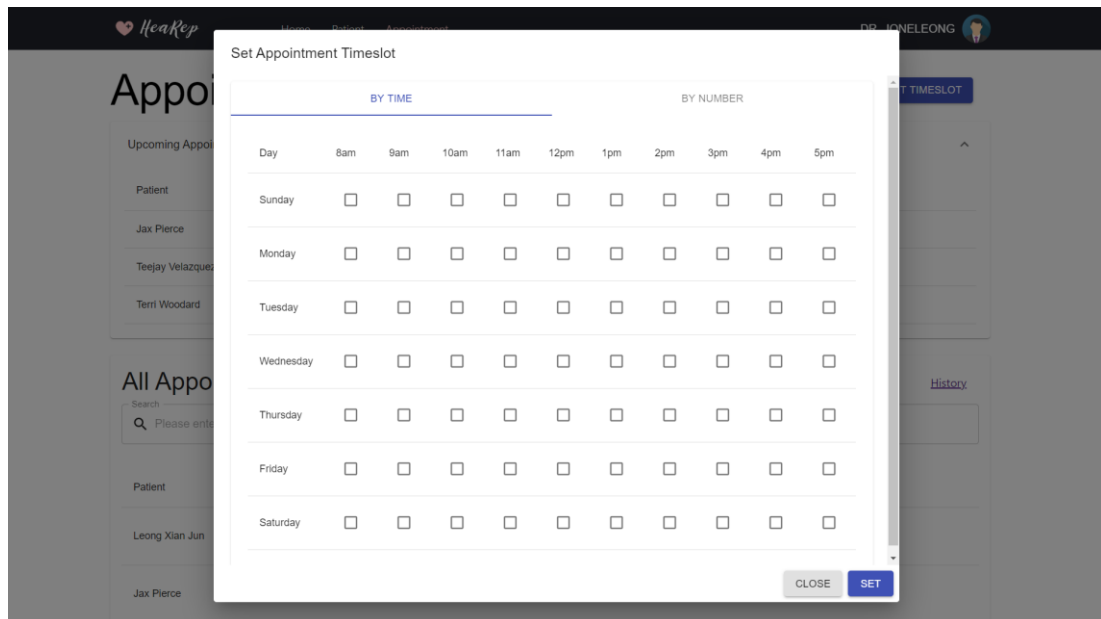 HeaRep Home Patient Appointment DR. JONELEONG
Set Appointment Timeslot
Appoi T TIMESLOT
BY TIME BY NUMBER
Upcoming Appoi
Day 8am 9am 10am 11am 12pm 1pm 2pm 3pm 4pm 5pm
Patient
Sunday
Jax Pierce
Monday
Teejay Velazquez
Terri Woodard
Tuesday
Wednesday
All Appo History
Search
Please ente
Thursday
Friday
Patient
Saturday
Leong Xian Jun
CLOSE SET
Jax Pierce